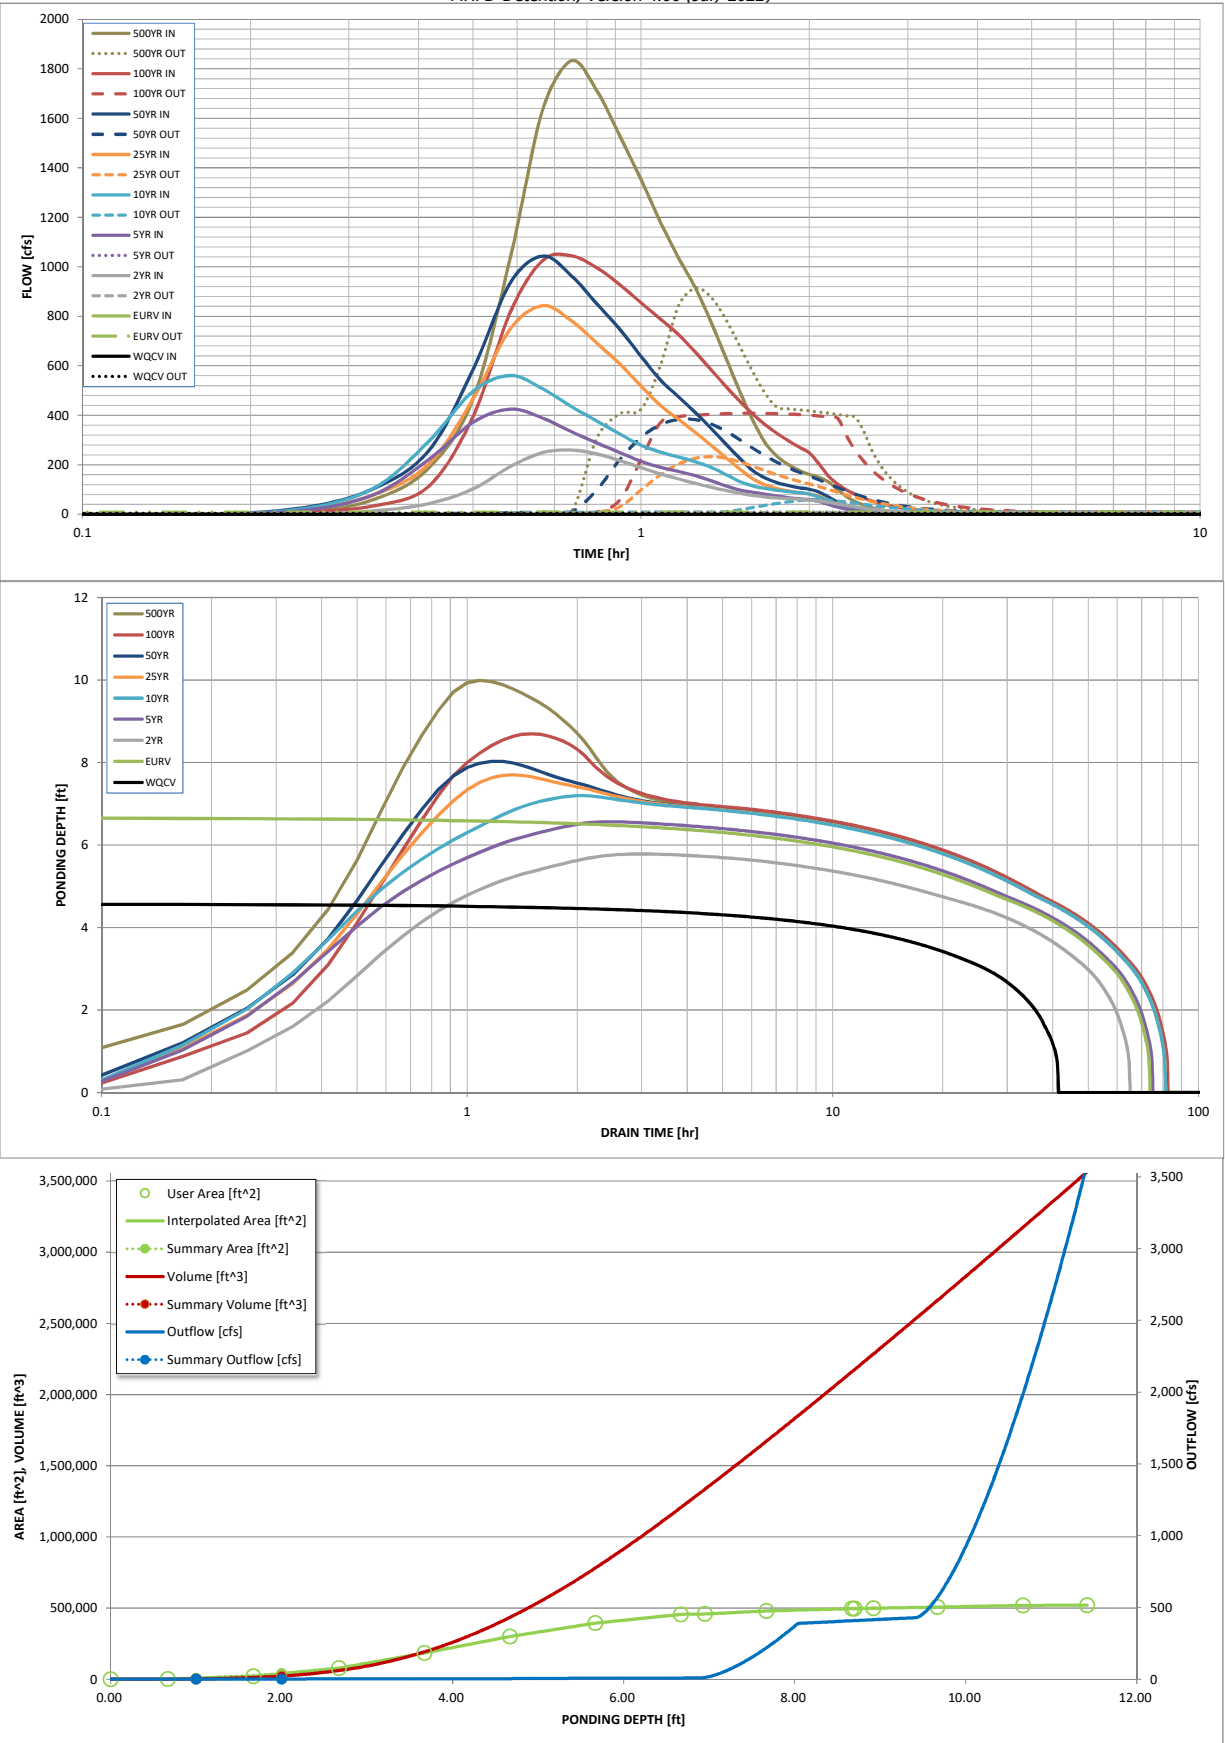 MHFD-Detention, Version 4.06 (July 2022)
2000
1800
1600
1400
1200
1000
800
600
400
200
0
FLOW [cfs]
500YR IN
500YR OUT
100YR IN
100YR OUT
50YR IN
50YR OUT
25YR IN
25YR OUT
10YR IN
10YR OUT
5YR IN
5YR OUT
2YR IN
2YR OUT
EURV IN
EURV OUT
WQCV IN
WQCV OUT
0.1 1 10
TIME [hr]
12
10
8
6
4
2
0
PONDING DEPTH [ft]
500YR
100YR
50YR
25YR
10YR
5YR
2YR
EURV
WQCV
0.1 1 10 100
DRAIN TIME [hr]
3,500,000
3,000,000
2,500,000
2,000,000
1,500,000
1,000,000
500,000
0
AREA [ft^2], VOLUME [ft^3]
User Area [ft^2]
Interpolated Area [ft^2]
Summary Area [ft^2]
Volume [ft^3]
Summary Volume [ft^3]
Outflow [cfs]
Summary Outflow [cfs]
3,500
3,000
2,500
2,000
1,500
1,000
500
0
OUTFLOW [cfs]
0.00 2.00 4.00 6.00 8.00 10.00 12.00
PONDING DEPTH [ft]